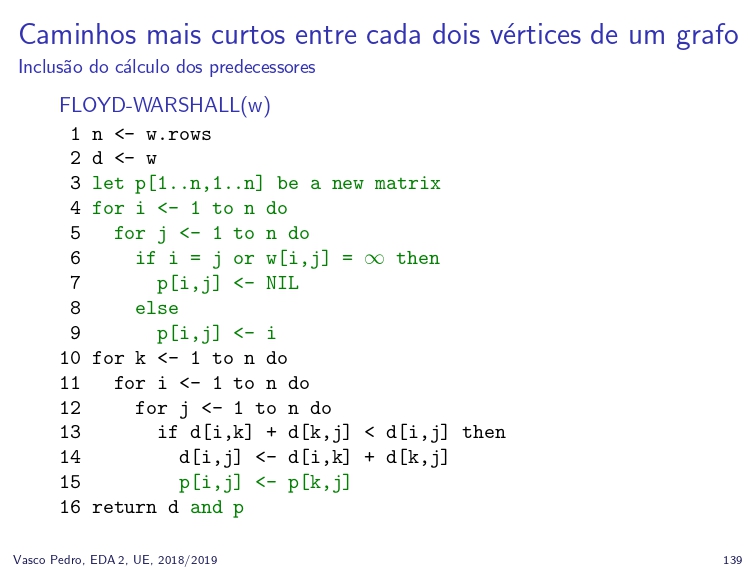 Caminhos mais curtos entre cada dois vértices de um grafo
Inclusão do cálculo dos predecessores
FLOYD-WARSHALL(w)
1 n <- w.rows
2 d <- w
3 let p[1..n,1..n] be a new matrix
4 for i <- 1 to n do
5   for j <- 1 to n do
6     if i = j or w[i,j] = ∞ then
7       p[i,j] <- NIL
8     else
9       p[i,j] <- i
10 for k <- 1 to n do
11   for i <- 1 to n do
12     for j <- 1 to n do
13       if d[i,k] + d[k,j] < d[i,j] then
14         d[i,j] <- d[i,k] + d[k,j]
15         p[i,j] <- p[k,j]
16 return d and p
Vasco Pedro, EDA 2, UE, 2018/2019 139